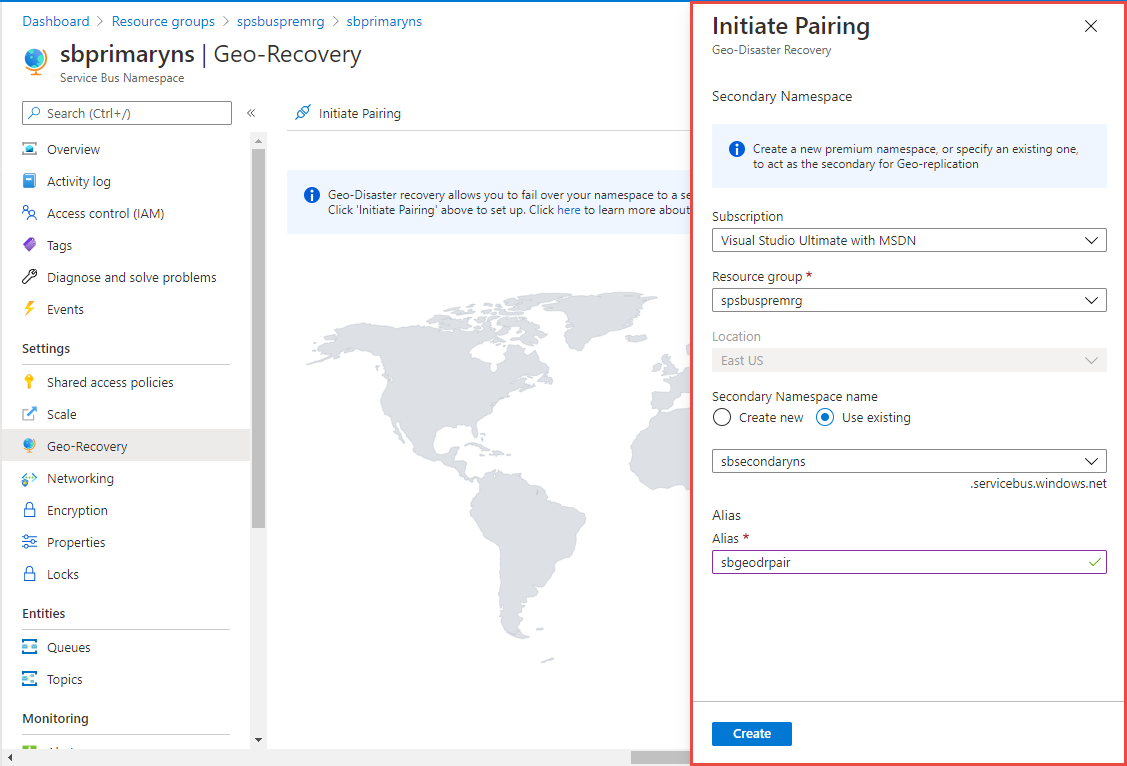 Dashboard > Resource groups > spsbuspremrg > sbprimaryns
sbprimaryns | Geo-Recovery
Service Bus Namespace
Search (Ctrl+/)
«
Overview
Activity log
Access control (IAM)
Tags
Diagnose and solve problems
Events
Settings
Shared access policies
Scale
Geo-Recovery
Networking
Encryption
Properties
Locks
Entities
Queues
Topics
Monitoring
Initiate Pairing
Geo-Disaster recovery allows you to fail over your namespace to a se
Click 'Initiate Pairing' above to set up. Click here to learn more about
Initiate Pairing
Geo-Disaster Recovery
Secondary Namespace
Create a new premium namespace, or specify an existing one,
to act as the secondary for Geo-replication
Subscription
Visual Studio Ultimate with MSDN
Resource group *
spsbuspremrg
Location
East US
Secondary Namespace name
Create new Use existing
sbsecondaryns
.servicebus.windows.net
Alias
Alias *
sbgeodrpair
Create